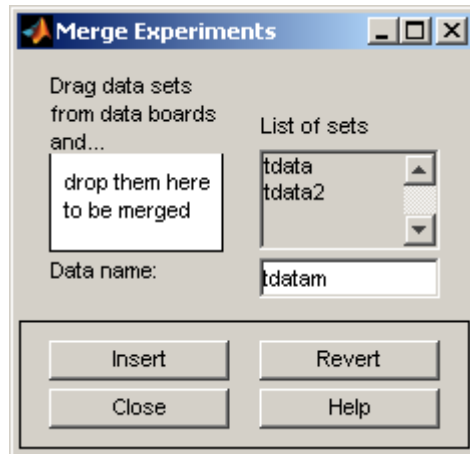 Merge Experiments
Drag data sets
from data boards
and...
drop them here
to be merged
List of sets
tdata
tdata2
Data name:
tdatam
Insert
Revert
Close
Help